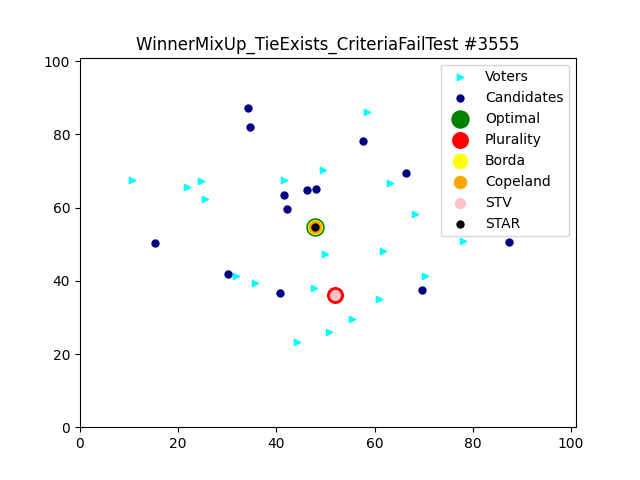 WinnerMixUp_TieExists_CriteriaFailTest #3555
100
80
60
40
20
0
0 20 40 60 80 100
Voters
Candidates
Optimal
Plurality
Borda
Copeland
STV
STAR